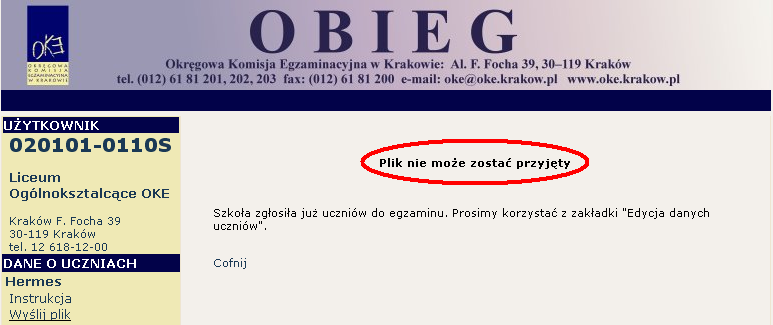 OKE
OKRĘGOWA
KOMISJA
EGZAMINACYJNA
W KRAKOWIE
OBIEG
Okręgowa Komisja Egzaminacyjna w Krakowie: Al. F. Focha 39, 30–119 Kraków
tel. (012) 61 81 201, 202, 203 fax: (012) 61 81 200 e-mail: oke@oke.krakow.pl www.oke.krakow.pl
UŻYTKOWNIK
020101-0110S
Liceum
Ogólnokształcące OKE
Kraków F. Focha 39
30-119 Kraków
tel. 12 618-12-00
DANE O UCZNIACH
Hermes
Instrukcja
Wyślij plik
Plik nie może zostać przyjęty
Szkoła zgłosiła już uczniów do egzaminu. Prosimy korzystać z zakładki "Edycja danych
uczniów".
Cofnij